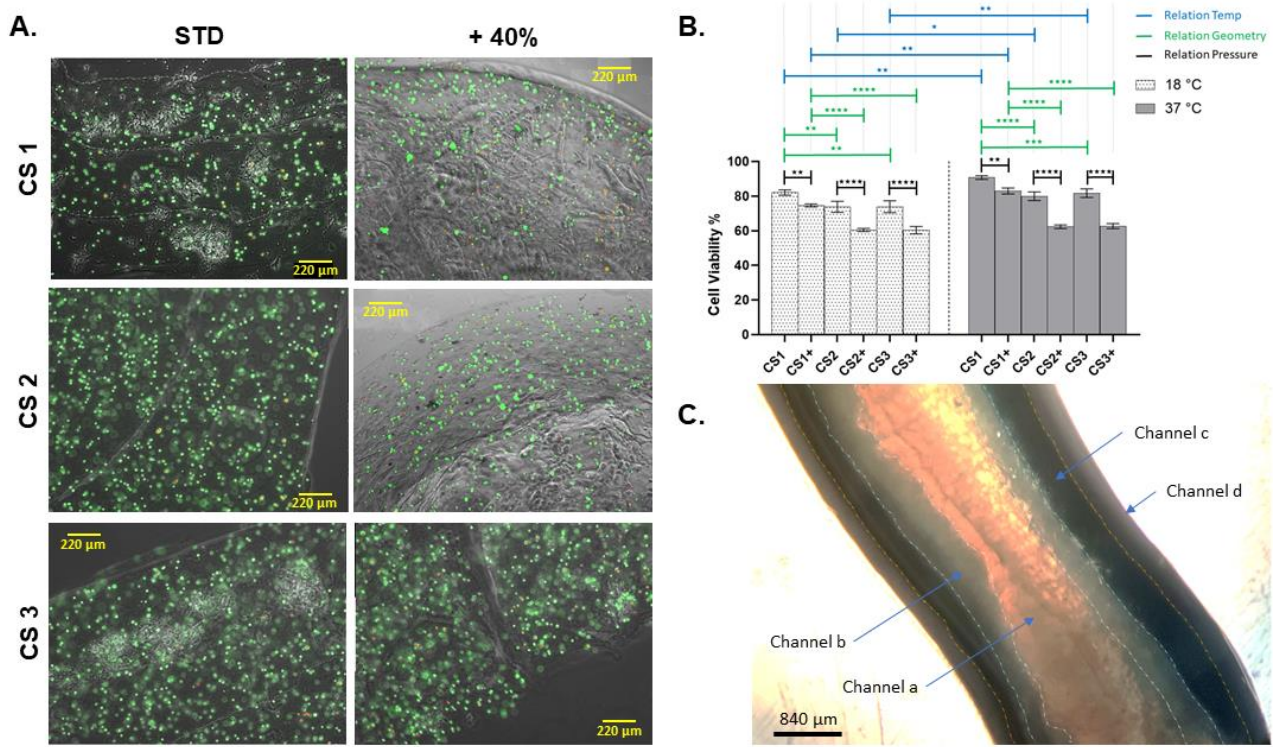 A.
STD
+ 40%
CS 1
220 µm
220 µm
CS 2
220 µm
220 µm
CS 3
220 µm
220 µm
B.
**
*
**
**
Relation Temp
Relation Geometry
Relation Pressure
18 °C
37 °C
****
****
**
**
****
****
****
***
**
****
****
**
****
****
Cell Viability %
100
80
60
40
20
0
CS1
CS1+
CS2
CS2+
CS3
CS3+
CS1
CS1+
CS2
CS2+
CS3
CS3+
C.
Channel c
Channel d
Channel b
Channel a
840 µm